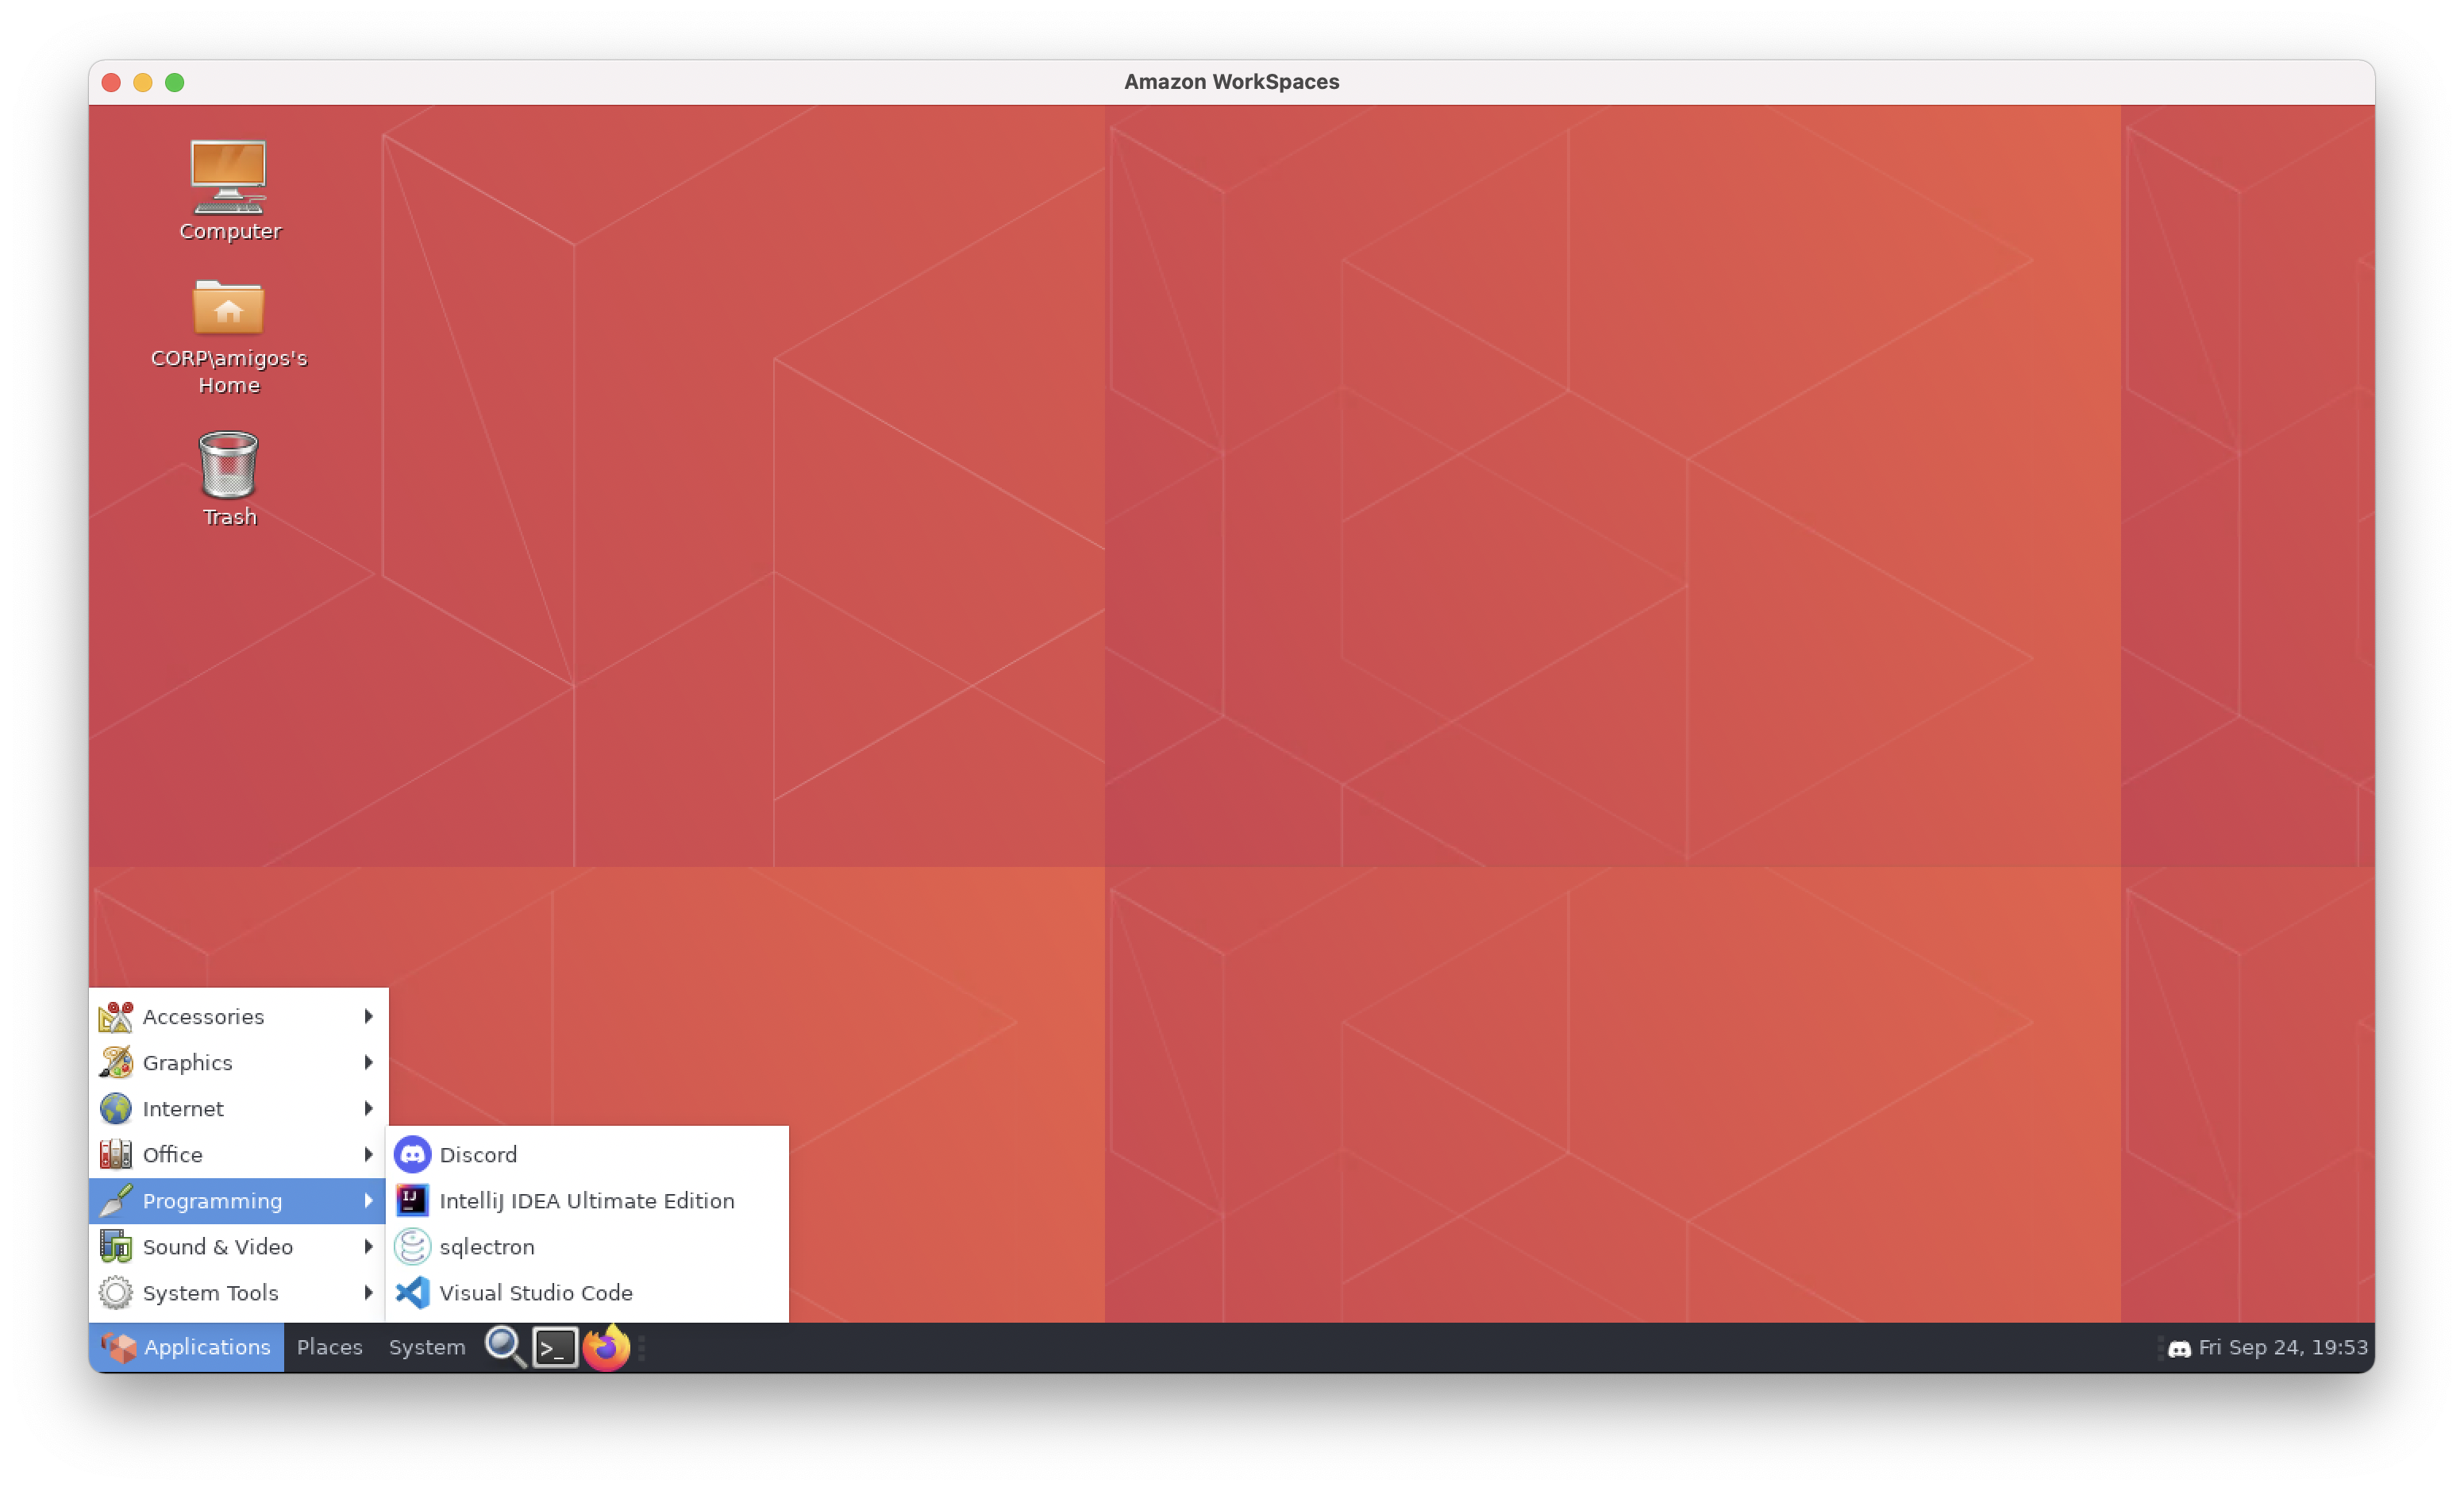 Amazon WorkSpaces
Computer
CORP\amigos's
Home
Trash
Accessories
Graphics
Internet
Office
Programming
Sound & Video
System Tools
Discord
IntelliJ IDEA Ultimate Edition
sqlectron
Visual Studio Code
Applications
Places
System
>_
Fri Sep 24, 19:53